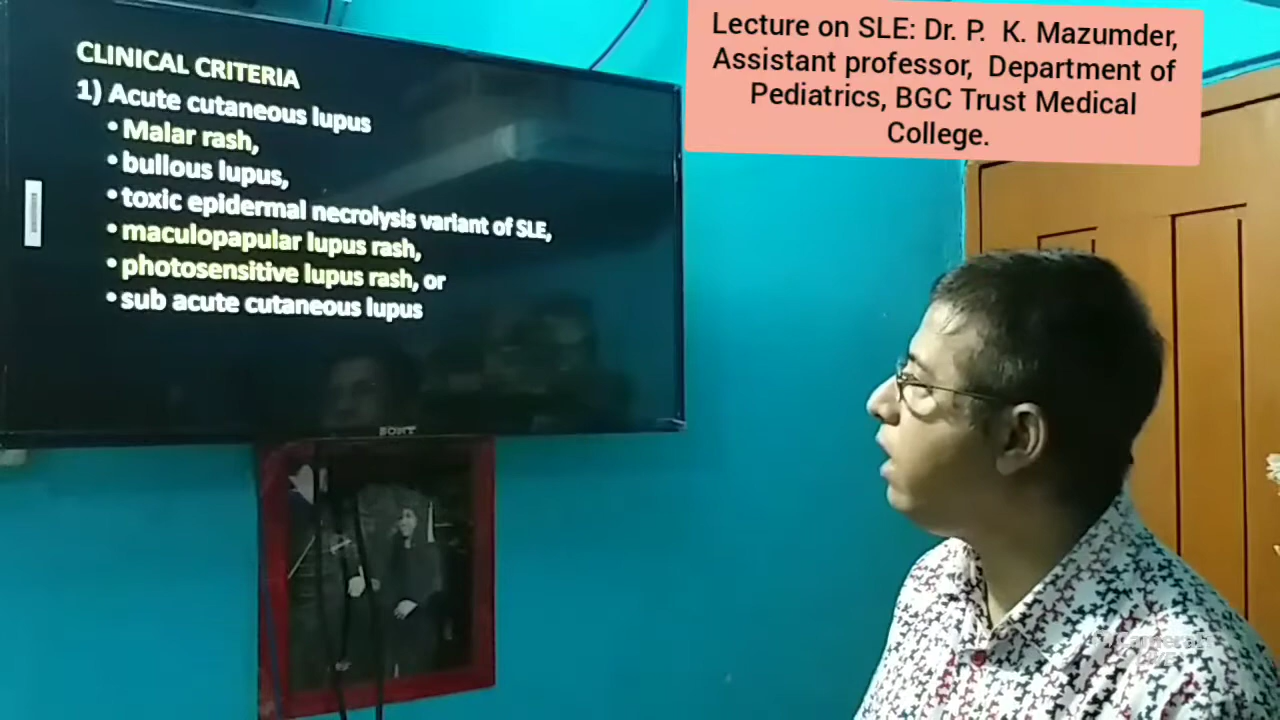 CLINICAL CRITERIA
1) Acute cutaneous lupus
• Malar rash,
• bullous lupus,
• toxic epidermal necrolysis variant of SLE,
• maculopapular lupus rash,
• photosensitive lupus rash, or
• sub acute cutaneous lupus
SONY
Lecture on SLE: Dr. P. K. Mazumder,
Assistant professor, Department of
Pediatrics, BGC Trust Medical
College.